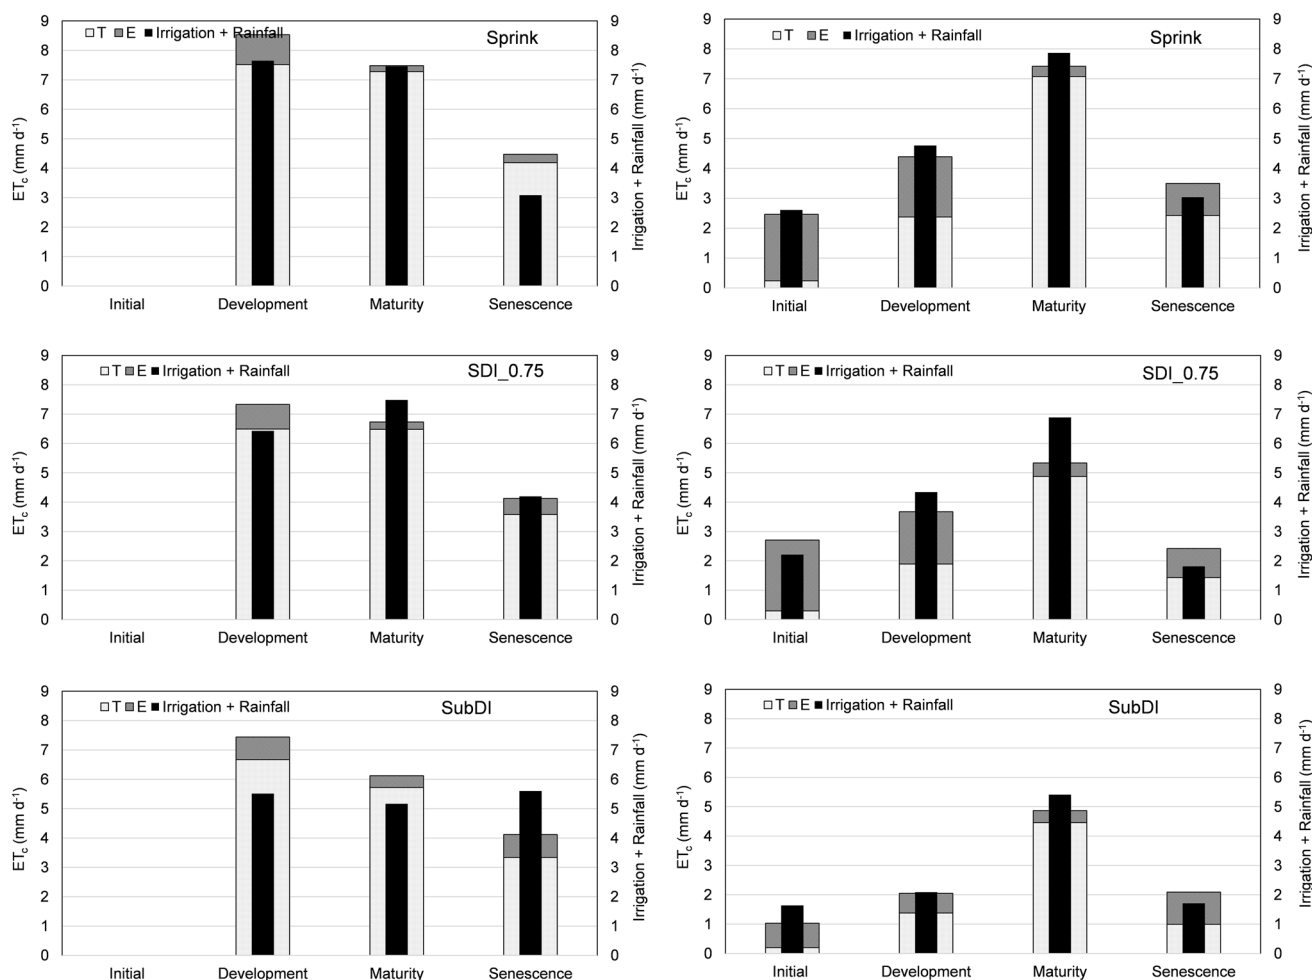 T E Irrigation + Rainfall
Sprink
9 8 7 6 5 4 3 2 1 0
ETc (mm d-1)
9 8 7 6 5 4 3 2 1 0
Irrigation + Rainfall (mm d-1)
Initial Development Maturity Senescence
T E Irrigation + Rainfall
Sprink
9 8 7 6 5 4 3 2 1 0
ETc (mm d-1)
9 8 7 6 5 4 3 2 1 0
Irrigation + Rainfall (mm d-1)
Initial Development Maturity Senescence
T E Irrigation + Rainfall
SDI_0.75
9 8 7 6 5 4 3 2 1 0
ETc (mm d-1)
9 8 7 6 5 4 3 2 1 0
Irrigation + Rainfall (mm d-1)
Initial Development Maturity Senescence
T E Irrigation + Rainfall
SDI_0.75
9 8 7 6 5 4 3 2 1 0
ETc (mm d-1)
9 8 7 6 5 4 3 2 1 0
Irrigation + Rainfall (mm d-1)
Initial Development Maturity Senescence
T E Irrigation + Rainfall
SubDI
9 8 7 6 5 4 3 2 1 0
ETc (mm d-1)
9 8 7 6 5 4 3 2 1 0
Irrigation + Rainfall (mm d-1)
Initial Development Maturity Senescence
T E Irrigation + Rainfall
SubDI
9 8 7 6 5 4 3 2 1 0
ETc (mm d-1)
9 8 7 6 5 4 3 2 1 0
Irrigation + Rainfall (mm d-1)
Initial Development Maturity Senescence